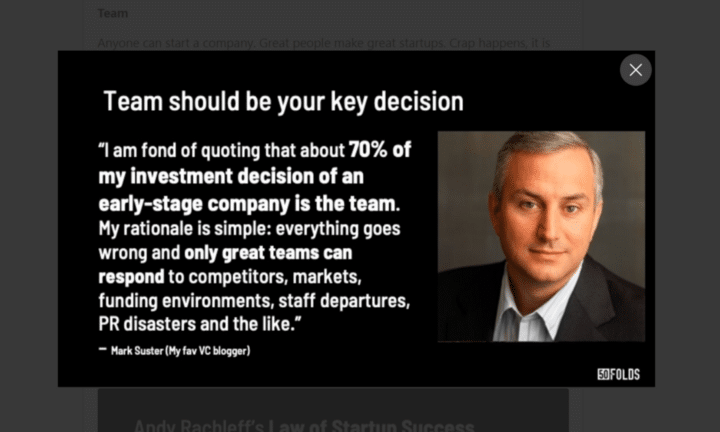 Team
Anyone can start a company. Great people make great startups. Crap happens, it is
Team should be your key decision
“I am fond of quoting that about 70% of
my investment decision of an
early-stage company is the team.
My rationale is simple: everything goes
wrong and only great teams can
respond to competitors, markets,
funding environments, staff departures,
PR disasters and the like.”
– Mark Suster (My fav VC blogger)
50FOLDS
Andy Rachleff's Law of Startup Success